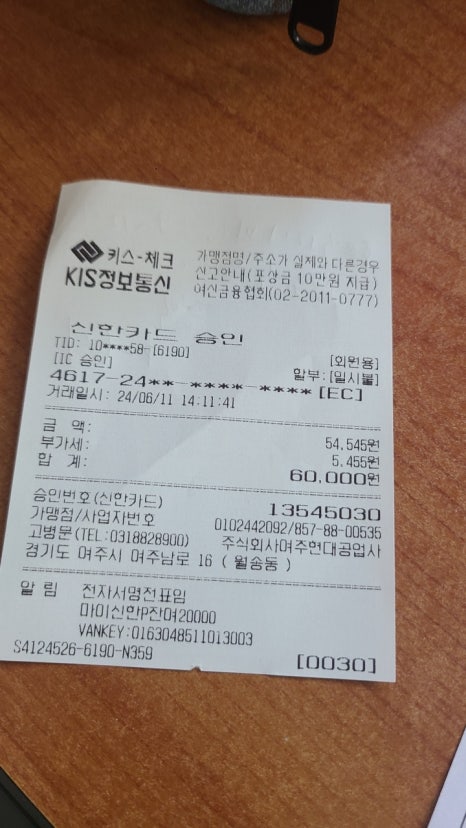 키스-체크
KIS정보통신
가맹점명/주소가 실제와 다른경우
신고안내(포상금 10만원 지급)
여신금융협회(02-2011-0777)
신한카드 승인
TID: 10****58-[6190] [회원용]
[IC 승인] 할부:[일시불]
4617-24**-****-**** [EC]
거래일시: 24/06/11 14:11:41
금 액: 54,545원
부가세: 5,455원
합 계: 60,000원
승인번호(신한카드) 13545030
가맹점/사업자번호 0102442092/857-88-00535
고병문(TEL:0318828900) 주식회사여주현대공업사
경기도 여주시 여주남로 16 ( 월송동 )
알 림 전자서명전표임
마이신한P잔여20000
VANKEY:0163048511013003
S4124526-6190-N359 [0030]